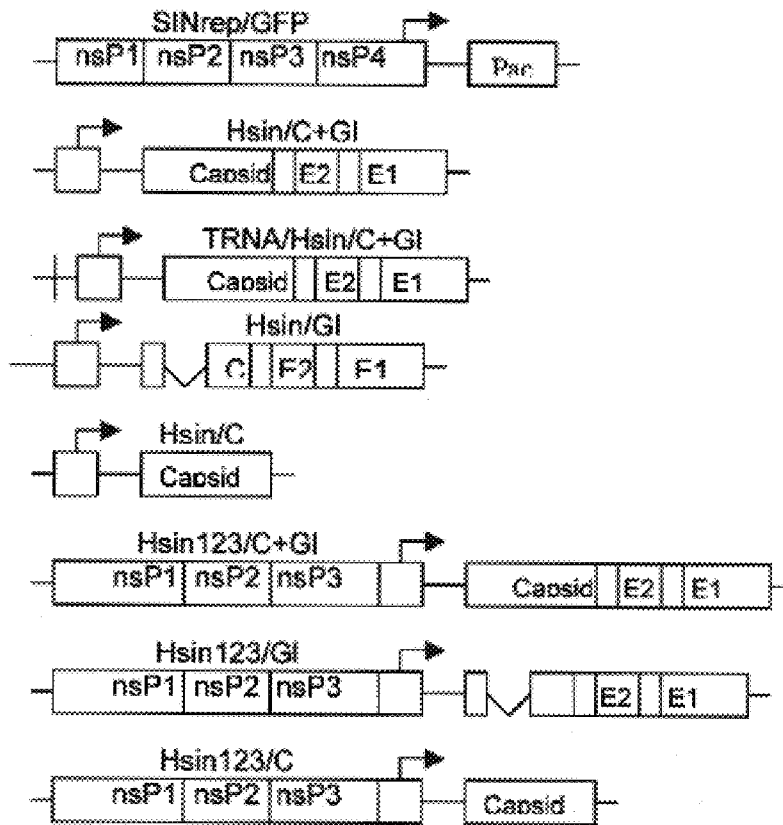 SINrep/GFP
nsP1 nsP2 nsP3 nsP4 Pac
Hsin/C+GI
Capsid E2 E1
TRNA/Hsin/C+GI
Capsid E2 E1
Hsin/GI
C E2 E1
Hsin/C
Capsid
Hsin123/C+GI
nsP1 nsP2 nsP3 Capsid E2 E1
Hsin123/GI
nsP1 nsP2 nsP3 E2 E1
Hsin123/C
nsP1 nsP2 nsP3 Capsid